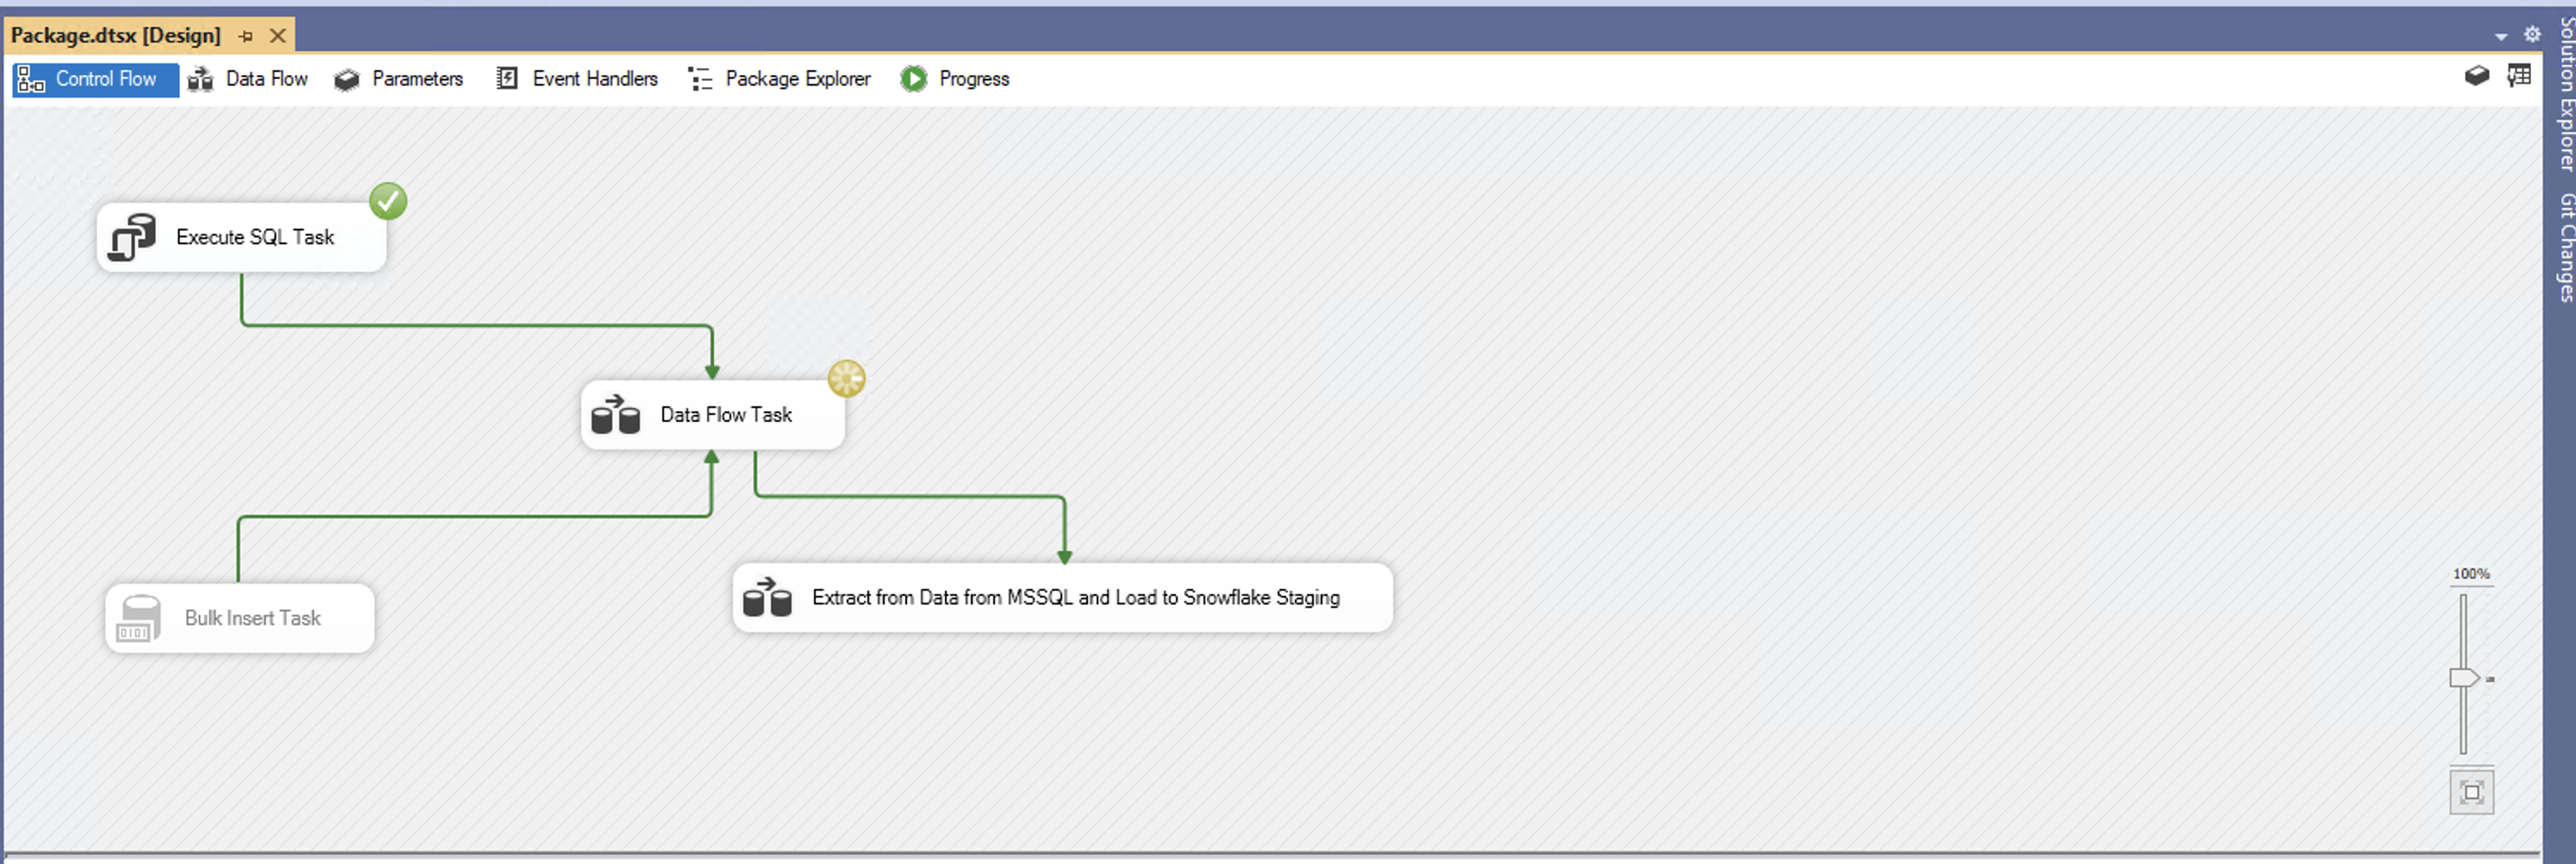 Package.dtsx [Design]
Control Flow
Data Flow
Parameters
Event Handlers
Package Explorer
Progress
Solution Explorer
Git Changes
Execute SQL Task
Data Flow Task
Bulk Insert Task
Extract from Data from MSSQL and Load to Snowflake Staging
100%